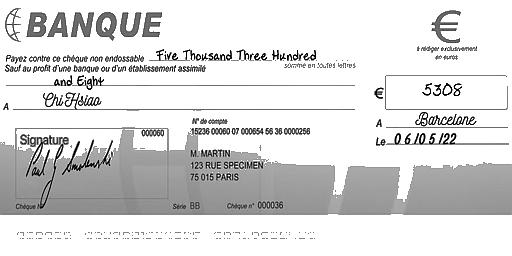 BANQUE
€
à rédiger exclusivement
en euros
Payez contre ce chèque non endossable Five Thousand Three Hundred
Sauf au profit d'une banque ou d'un établissement assimilé
somme en toutes lettres
and Eight
€ 5308
A Chi Hsiao
A Barcelone
Le 06/05/22
Signature
000060
N° de compte
15236 00060 07 000654 56 36 0000256
M. MARTIN
123 RUE SPECIMEN
75 015 PARIS
Chèque N°
Série BB
Chèque n° 000036